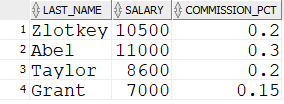 LAST_NAME SALARY COMMISSION_PCT
1 Zlotkey 10500 0.2
2 Abel 11000 0.3
3 Taylor 8600 0.2
4 Grant 7000 0.15